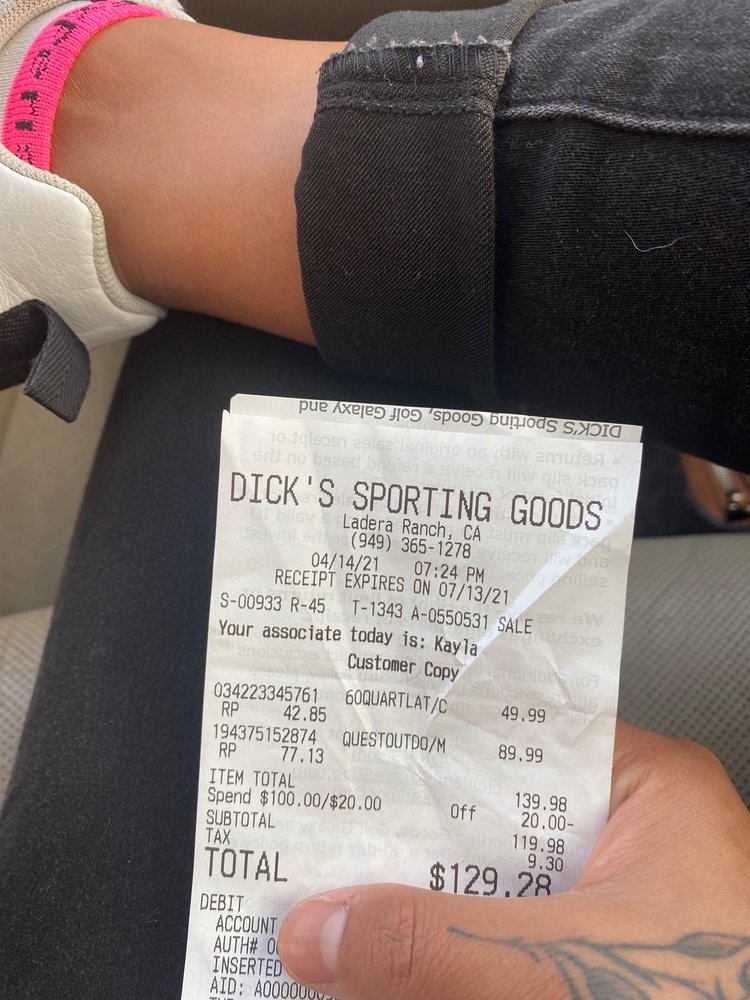 DICK'S Sporting Goods, Golf Galaxy and
DICK'S SPORTING GOODS
Ladera Ranch, CA
(949) 365-1278
04/14/21 07:24 PM
RECEIPT EXPIRES ON 07/13/21
S-00933 R-45 T-1343 A-0550531 SALE
Your associate today is: Kayla
Customer Copy
034223345761 60QUARTLAT/C 49.99
RP 42.85
194375152874 QUESTOUTDO/M 89.99
RP 77.13
ITEM TOTAL 139.98
Spend $100.00/$20.00 Off 20.00-
SUBTOTAL 119.98
TAX 9.30
TOTAL $129.28
DEBIT
ACCOUNT
AUTH#
INSERTED
AID: